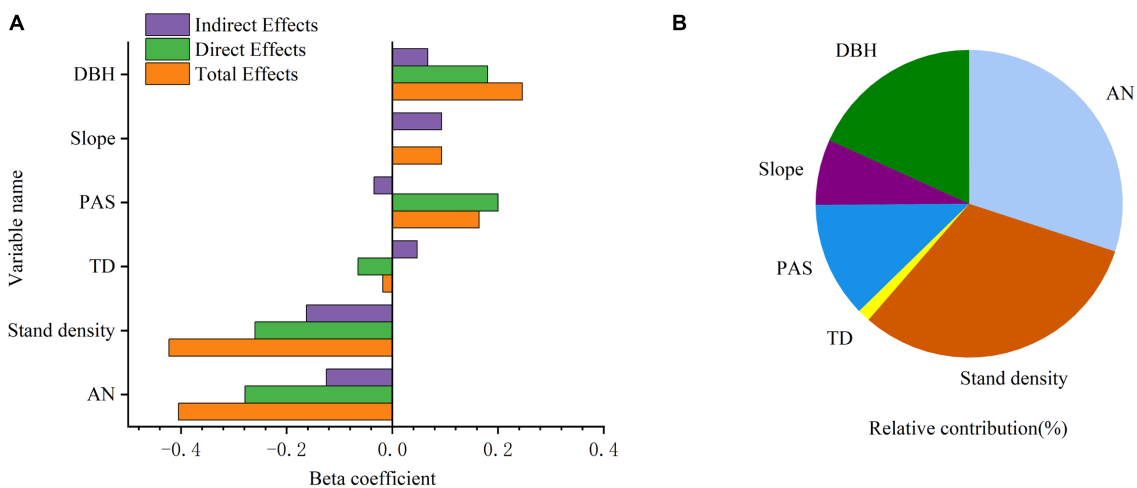 A
Indirect Effects
Direct Effects
Total Effects
Variable name
DBH
Slope
PAS
TD
Stand density
AN
-0.4
-0.2
0.0
0.2
0.4
Beta coefficient
B
DBH
AN
Slope
PAS
TD
Stand density
Relative contribution(%)